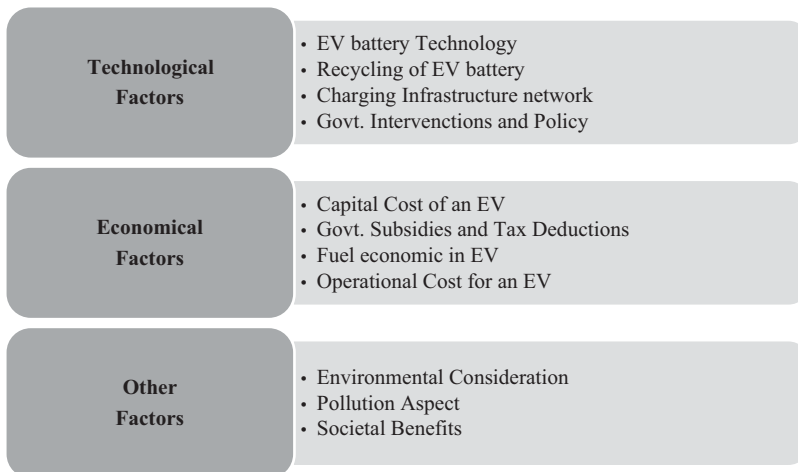 Technological
Factors
• EV battery Technology
• Recycling of EV battery
• Charging Infrastructure network
• Govt. Intervenctions and Policy
Economical
Factors
• Capital Cost of an EV
• Govt. Subsidies and Tax Deductions
• Fuel economic in EV
• Operational Cost for an EV
Other
Factors
• Environmental Consideration
• Pollution Aspect
• Societal Benefits